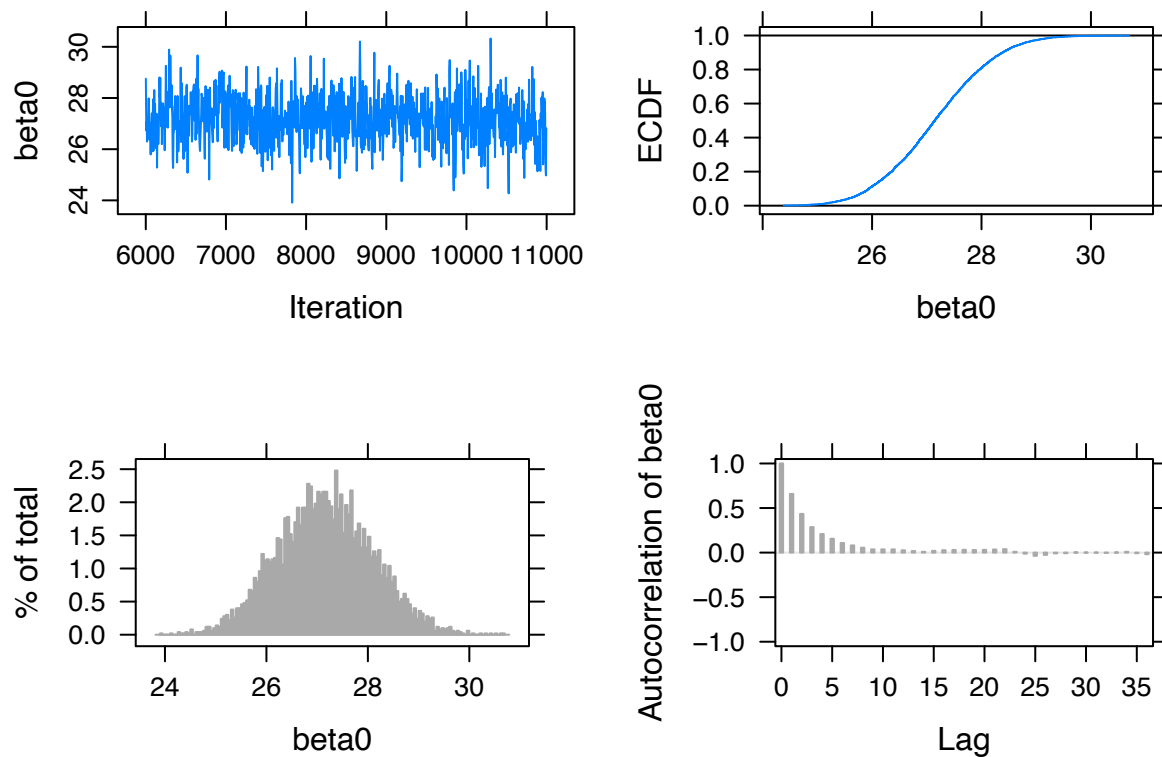 beta0
30
28
26
24
6000 7000 8000 9000 10000 11000
Iteration
ECDF
1.0
0.8
0.6
0.4
0.2
0.0
26 28 30
beta0
% of total
2.5
2.0
1.5
1.0
0.5
0.0
24 26 28 30
beta0
Autocorrelation of beta0
1.0
0.5
0.0
−0.5
−1.0
0 5 10 15 20 25 30 35
Lag